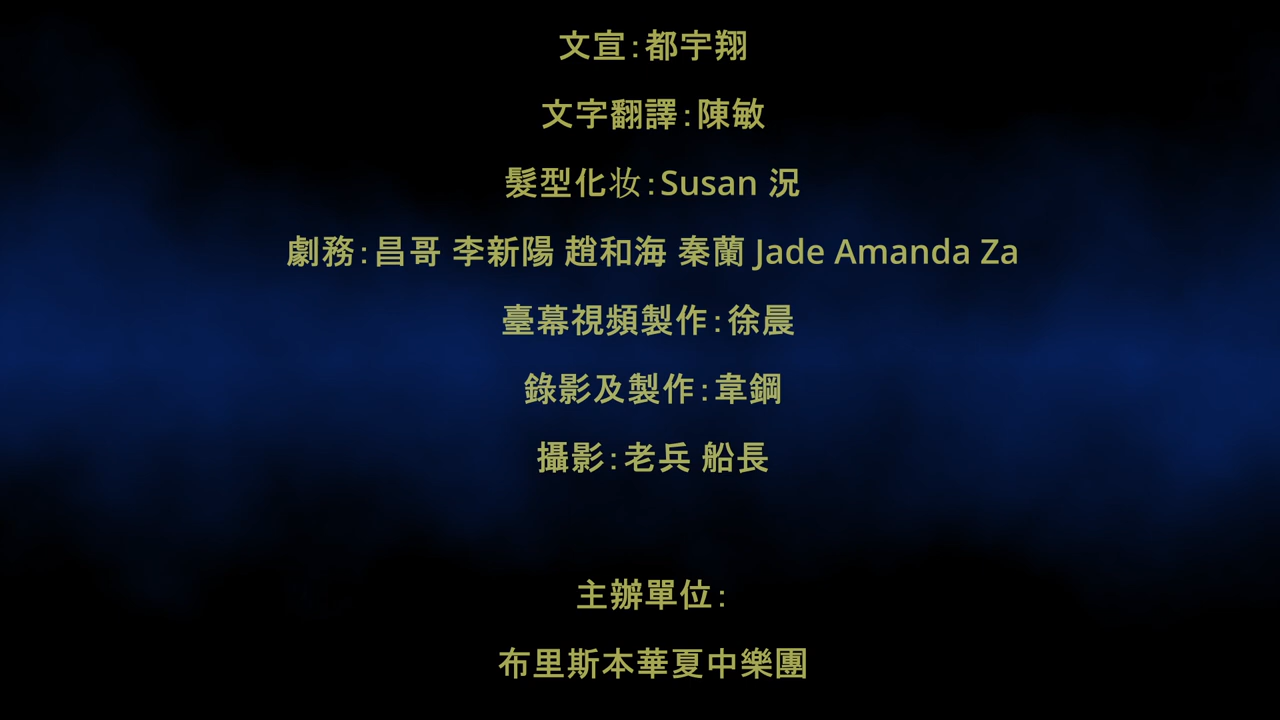 文宣:都宇翔
文字翻譯:陳敏
髮型化妆:Susan 況
劇務:昌哥 李新陽 趙和海 秦蘭 Jade Amanda Za
臺幕視頻製作:徐晨
錄影及製作:韋鋼
攝影:老兵 船長
主辦單位:
布里斯本華夏中樂團